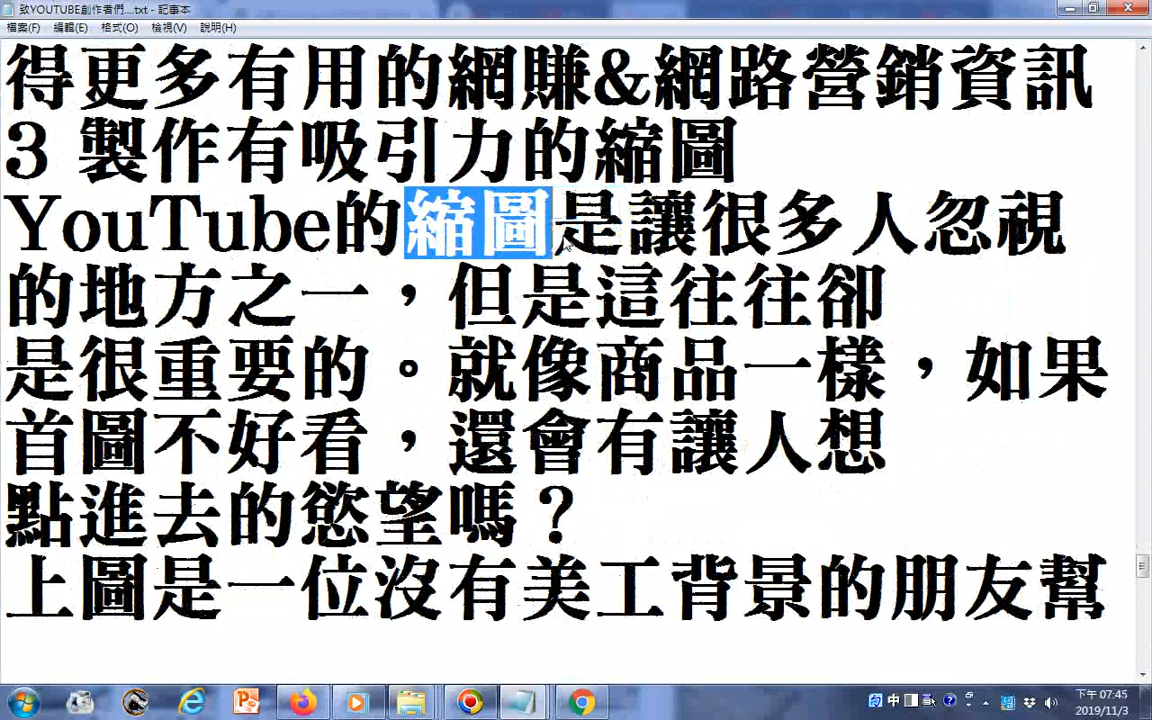 致YOUTUBE創作者們....txt - 記事本
檔案(F) 編輯(E) 格式(O) 檢視(V) 說明(H)
得更多有用的網賺&網路營銷資訊
3 製作有吸引力的縮圖
YouTube的縮圖是讓很多人忽視
的地方之一，但是這往往卻
是很重要的。就像商品一樣，如果
首圖不好看，還會有讓人想
點進去的慾望嗎？
上圖是一位沒有美工背景的朋友幫
中
下午 07:45
2019/11/3